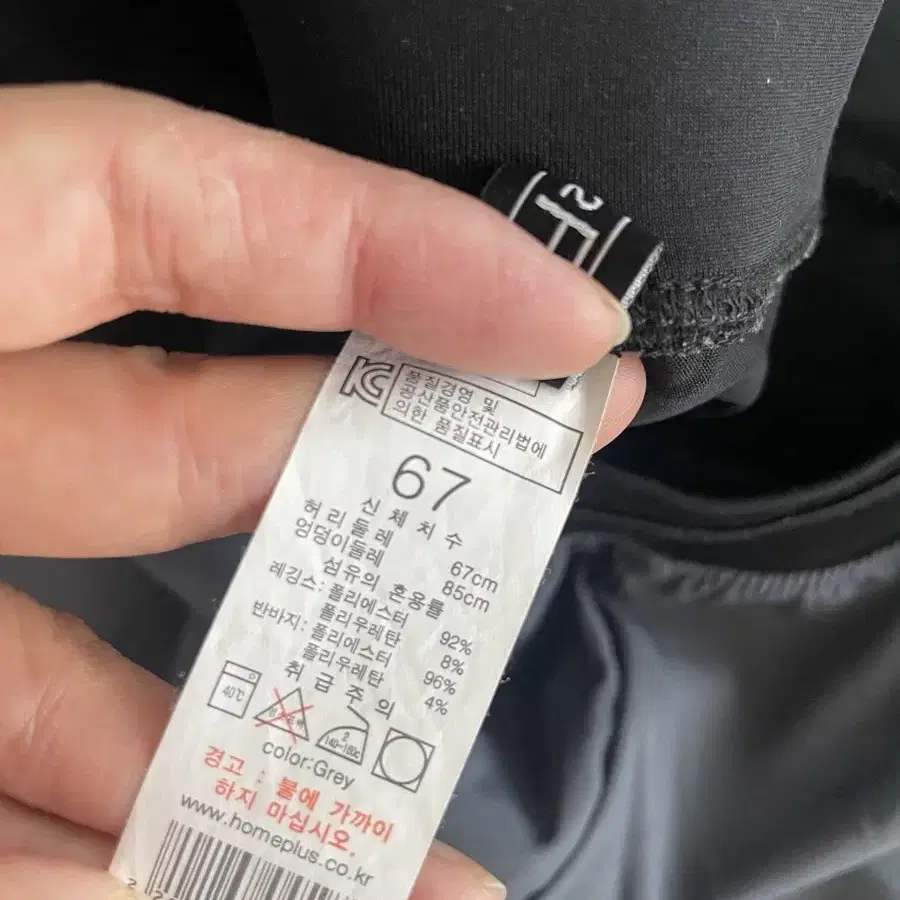 품질경영 및
공산품안전관리법에
의한 품질표시
67
신체치수
허리둘레 67cm
엉덩이둘레 85cm
섬유의 혼용률
레깅스: 폴리에스터 92%
폴리우레탄 8%
반바지: 폴리에스터 96%
폴리우레탄 4%
취급주의
40℃
2
140~160℃
color:Grey
경고 : 불에 가까이
하지 마십시오.
www.homeplus.co.kr